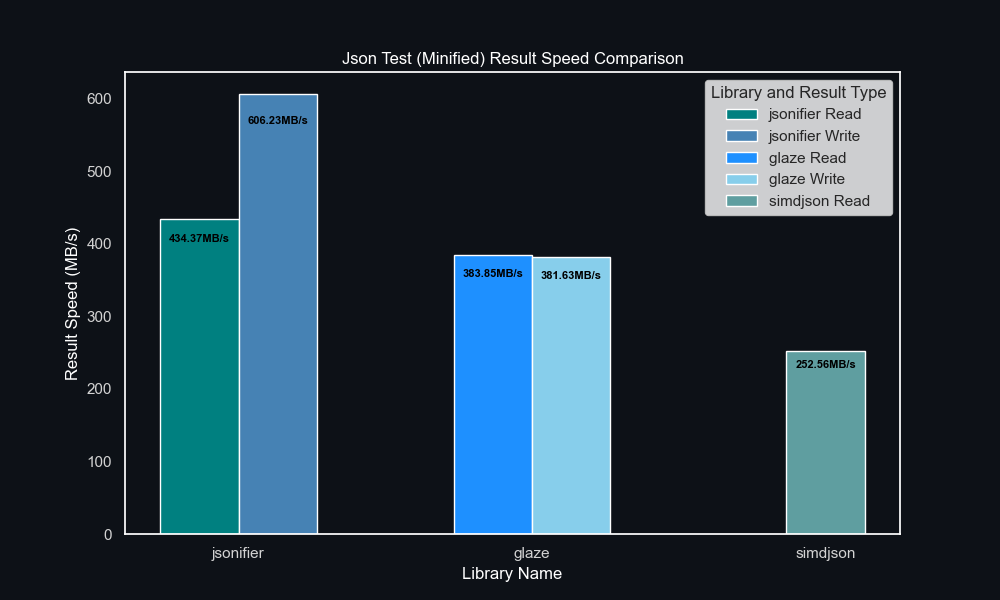 Json Test (Minified) Result Speed Comparison
Library and Result Type
jsonifier Read
jsonifier Write
glaze Read
glaze Write
simdjson Read
Result Speed (MB/s)
600
500
400
300
200
100
0
434.37MB/s
606.23MB/s
383.85MB/s
381.63MB/s
252.56MB/s
jsonifier
glaze
simdjson
Library Name